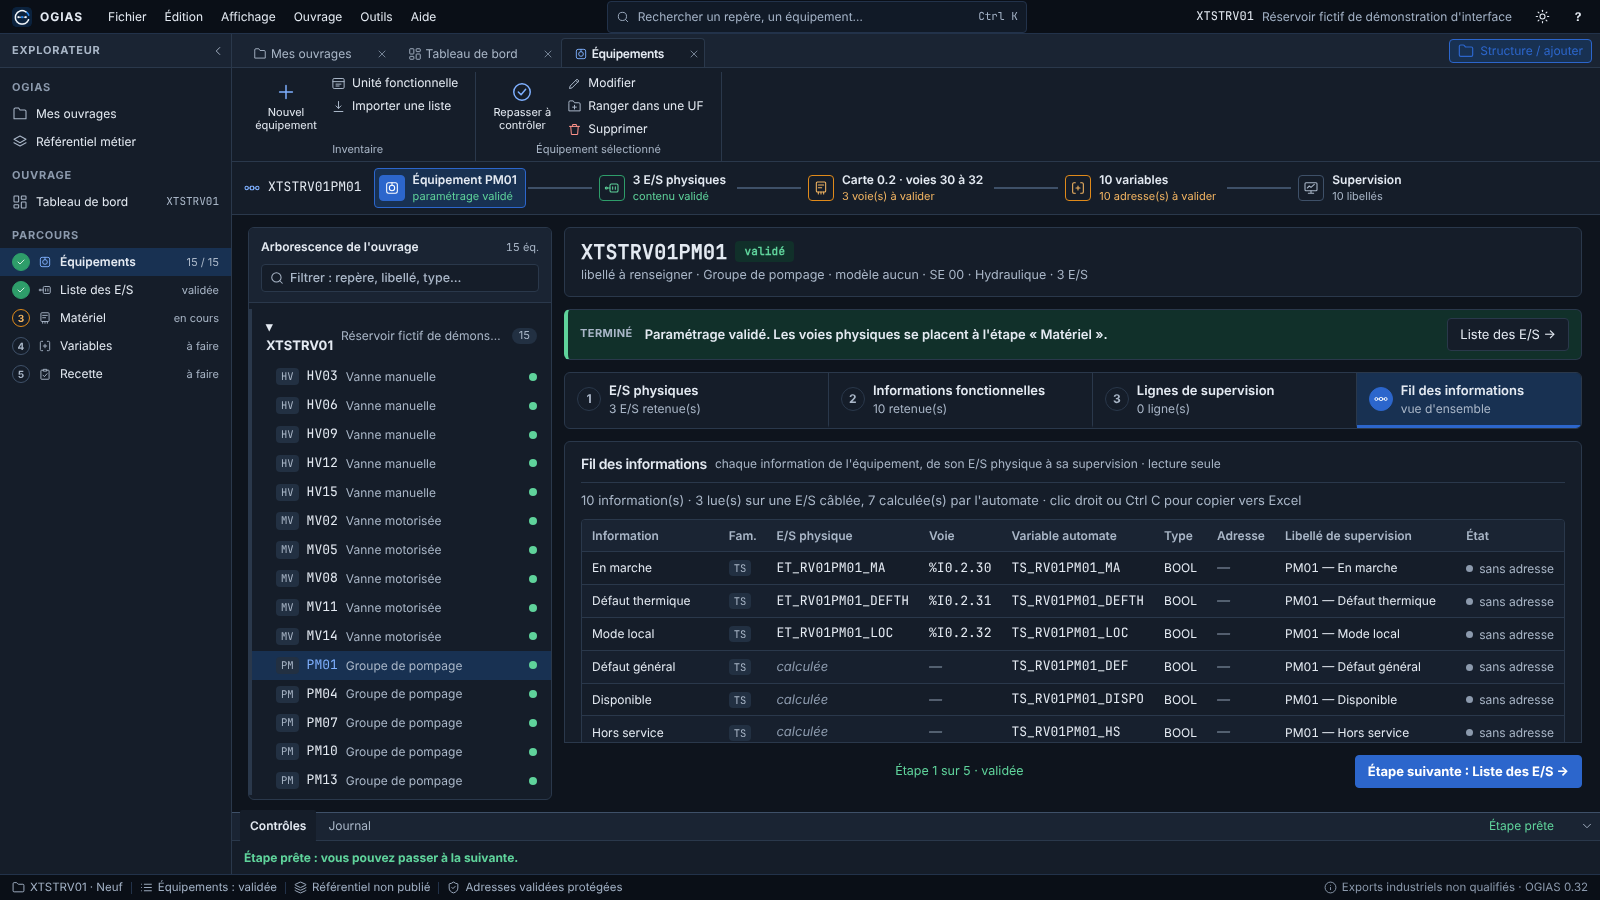 OGIAS Fichier Édition Affichage Ouvrage Outils Aide
Rechercher un repère, un équipement... Ctrl K
XTSTRV01 Réservoir fictif de démonstration d'interface ?
EXPLORATEUR
OGIAS
Mes ouvrages
Référentiel métier
OUVRAGE
Tableau de bord XTSTRV01
PARCOURS
Équipements 15 / 15
Liste des E/S validée
3 Matériel en cours
4 Variables à faire
5 Recette à faire
Mes ouvrages
Tableau de bord
Équipements
Structure / ajouter
Nouvel équipement
Unité fonctionnelle
Importer une liste
Inventaire
Repasser à contrôler
Modifier
Ranger dans une UF
Supprimer
Équipement sélectionné
XTSTRV01PM01
Équipement PM01
paramétrage validé
3 E/S physiques
contenu validé
Carte 0.2 · voies 30 à 32
3 voie(s) à valider
10 variables
10 adresse(s) à valider
Supervision
10 libellés
Arborescence de l'ouvrage 15 éq.
Filtrer : repère, libellé, type...
▾ XTSTRV01 Réservoir fictif de démons... 15
HV HV03 Vanne manuelle
HV HV06 Vanne manuelle
HV HV09 Vanne manuelle
HV HV12 Vanne manuelle
HV HV15 Vanne manuelle
MV MV02 Vanne motorisée
MV MV05 Vanne motorisée
MV MV08 Vanne motorisée
MV MV11 Vanne motorisée
MV MV14 Vanne motorisée
PM PM01 Groupe de pompage
PM PM04 Groupe de pompage
PM PM07 Groupe de pompage
PM PM10 Groupe de pompage
PM PM13 Groupe de pompage
XTSTRV01PM01 validé
libellé à renseigner · Groupe de pompage · modèle aucun · SE 00 · Hydraulique · 3 E/S
TERMINÉ Paramétrage validé. Les voies physiques se placent à l'étape « Matériel ». Liste des E/S →
1 E/S physiques
3 E/S retenue(s)
2 Informations fonctionnelles
10 retenue(s)
3 Lignes de supervision
0 ligne(s)
Fil des informations
vue d'ensemble
Fil des informations chaque information de l'équipement, de son E/S physique à sa supervision · lecture seule
10 information(s) · 3 lue(s) sur une E/S câblée, 7 calculée(s) par l'automate · clic droit ou Ctrl C pour copier vers Excel
Information Fam. E/S physique Voie Variable automate Type Adresse Libellé de supervision État
En marche TS ET_RV01PM01_MA %I0.2.30 TS_RV01PM01_MA BOOL — PM01 — En marche sans adresse
Défaut thermique TS ET_RV01PM01_DEFTH %I0.2.31 TS_RV01PM01_DEFTH BOOL — PM01 — Défaut thermique sans adresse
Mode local TS ET_RV01PM01_LOC %I0.2.32 TS_RV01PM01_LOC BOOL — PM01 — Mode local sans adresse
Défaut général TS calculée — TS_RV01PM01_DEF BOOL — PM01 — Défaut général sans adresse
Disponible TS calculée — TS_RV01PM01_DISPO BOOL — PM01 — Disponible sans adresse
Hors service TS calculée — TS_RV01PM01_HS BOOL — PM01 — Hors service sans adresse
Étape 1 sur 5 · validée
Étape suivante : Liste des E/S →
Contrôles Journal Étape prête
Étape prête : vous pouvez passer à la suivante.
XTSTRV01 · Neuf Équipements : validée Référentiel non publié Adresses validées protégées Exports industriels non qualifiés · OGIAS 0.32